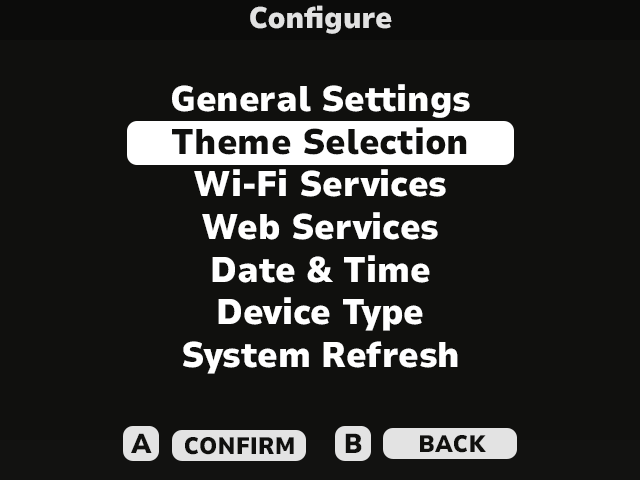 Configure
General Settings
Theme Selection
Wi-Fi Services
Web Services
Date & Time
Device Type
System Refresh
A CONFIRM B BACK